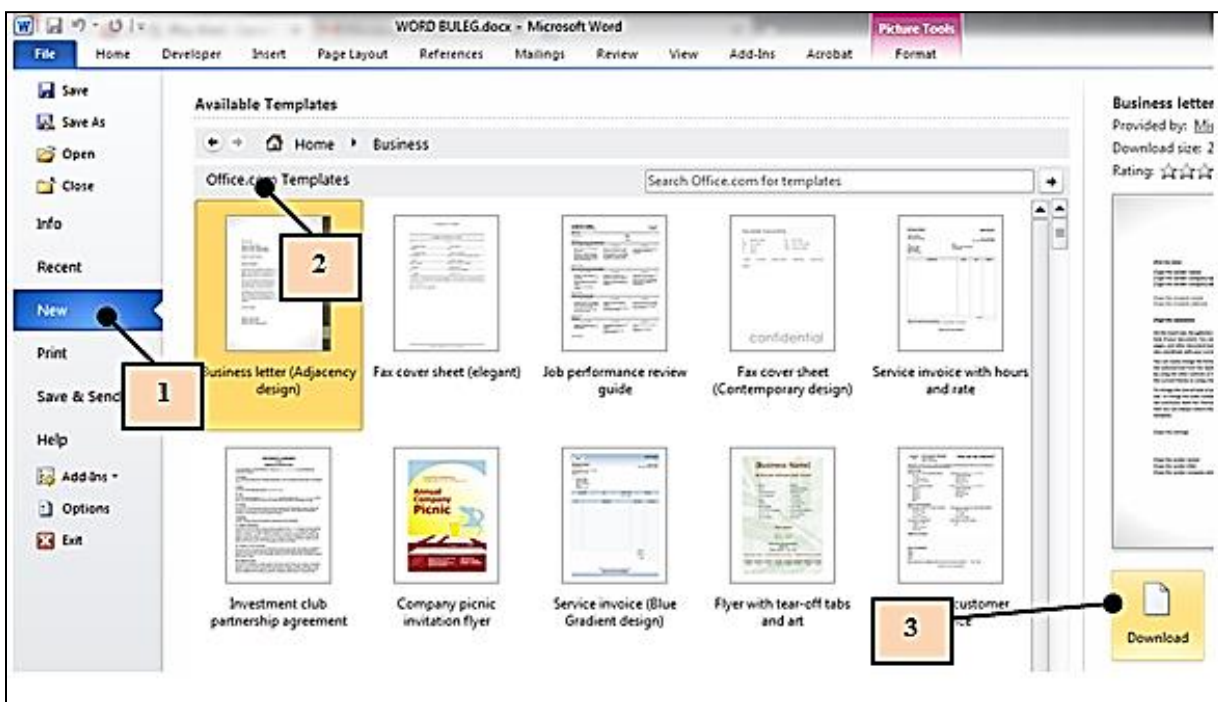 WORD BULEG.docx - Microsoft Word
Picture Tools
File Home Developer Insert Page Layout References Mailings Review View Add-Ins Acrobat Format
Save
Save As
Open
Close
Info
Recent
New
Print
Save & Send
Help
Add-Ins
Options
Exit
1
Available Templates
Home Business
Office.com Templates
Search Office.com for templates
2
Business letter (Adjacency
design)
Fax cover sheet (elegant)
Job performance review
guide
confidential
Fax cover sheet
(Contemporary design)
Service invoice with hours
and rate
Investment club
partnership agreement
Annual
Company
Picnic
Company picnic
invitation flyer
Service invoice (Blue
Gradient design)
[Business Name]
Flyer with tear-off tabs
and art
customer
3
Business letter
Provided by: Mi
Download size: 2
Rating:
Download